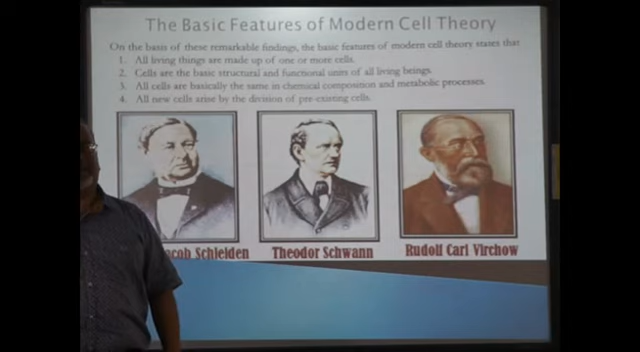 The Basic Features of Modern Cell Theory
On the basis of these remarkable findings, the basic features of modern cell theory states that
1. All living things are made up of one or more cells.
2. Cells are the basic structural and functional units of all living beings.
3. All cells are basically the same in chemical composition and metabolic processes.
4. All new cells arise by the division of pre-existing cells.
acob Schleiden Theodor Schwann Rudolf Carl Virchow